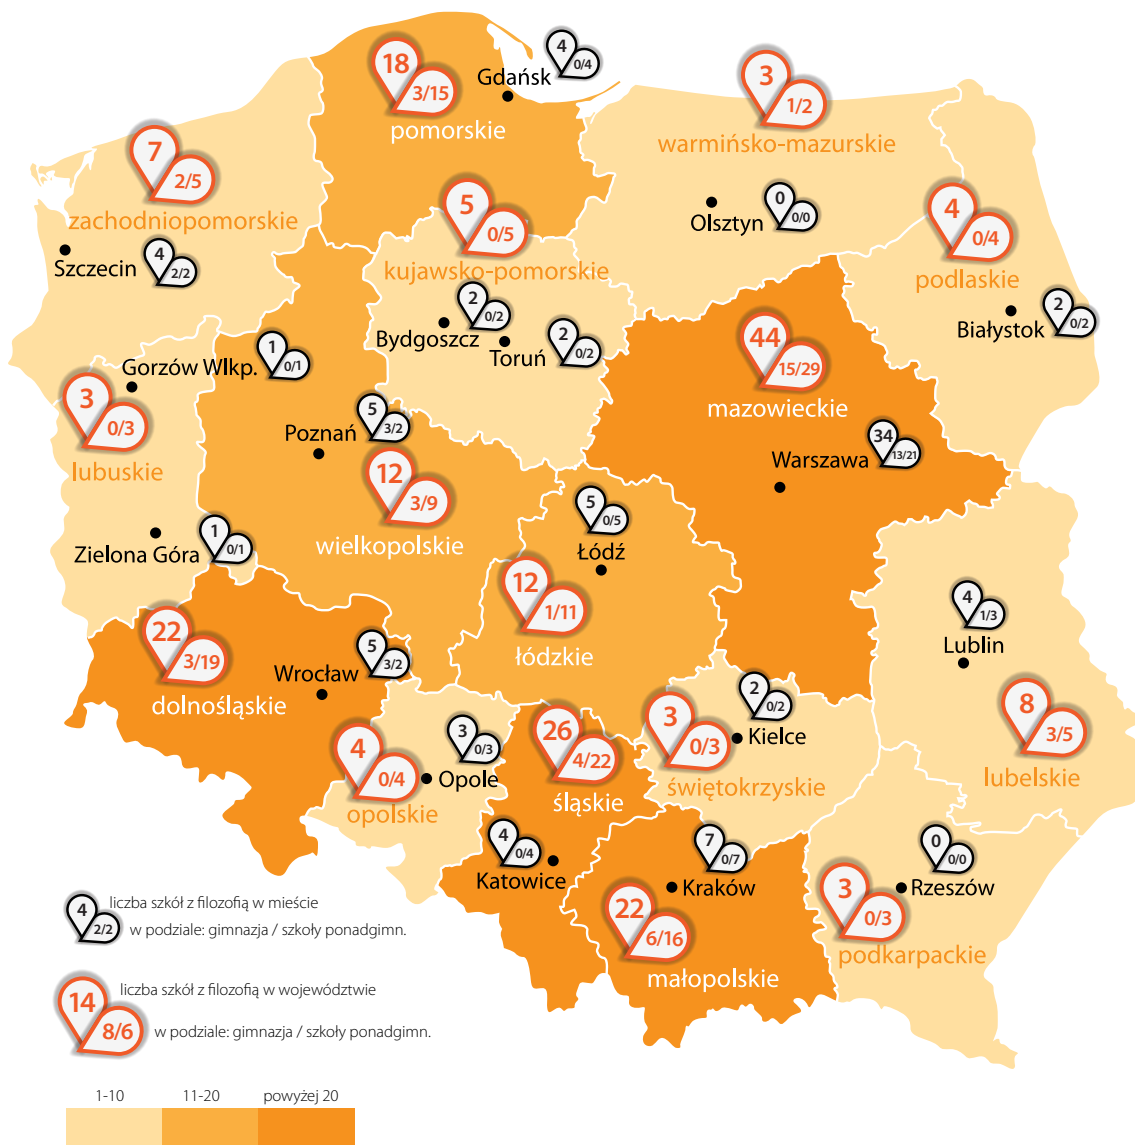 4
0/4
18
3/15
Gdańsk
pomorskie
3
1/2
warmińsko-mazurskie
7
2/5
zachodniopomorskie
Szczecin
4
2/2
5
0/5
kujawsko-pomorskie
2
0/2
Bydgoszcz
Toruń
2
0/2
0
0/0
Olsztyn
4
0/4
podlaskie
Białystok
2
0/2
Gorzów Wlkp.
1
0/1
3
0/3
lubuskie
Zielona Góra
1
0/1
5
3/2
Poznań
12
3/9
wielkopolskie
44
15/29
mazowieckie
Warszawa
34
13/21
5
0/5
Łódź
12
1/11
łódzkie
4
1/3
Lublin
8
3/5
lubelskie
22
3/19
dolnośląskie
Wrocław
5
3/2
3
0/3
Opole
4
0/4
opolskie
26
4/22
śląskie
4
0/4
Katowice
2
0/2
Kielce
3
0/3
świętokrzyskie
7
0/7
Kraków
22
6/16
małopolskie
0
0/0
Rzeszów
3
0/3
podkarpackie
4
2/2
liczba szkół z filozofią w mieście
w podziale: gimnazja / szkoły ponadgimn.
14
8/6
liczba szkół z filozofią w województwie
w podziale: gimnazja / szkoły ponadgimn.
1-10 11-20 powyżej 20